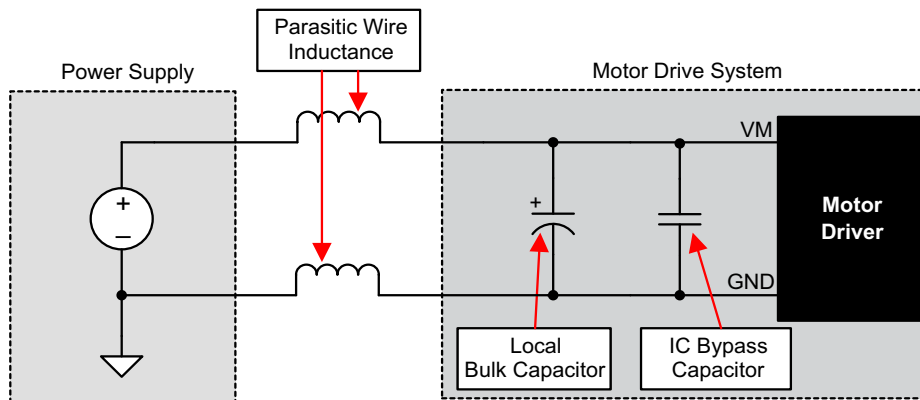 Parasitic Wire
Inductance
Power Supply
Motor Drive System
VM
+
–
+
Motor
Driver
GND
Local
Bulk Capacitor
IC Bypass
Capacitor